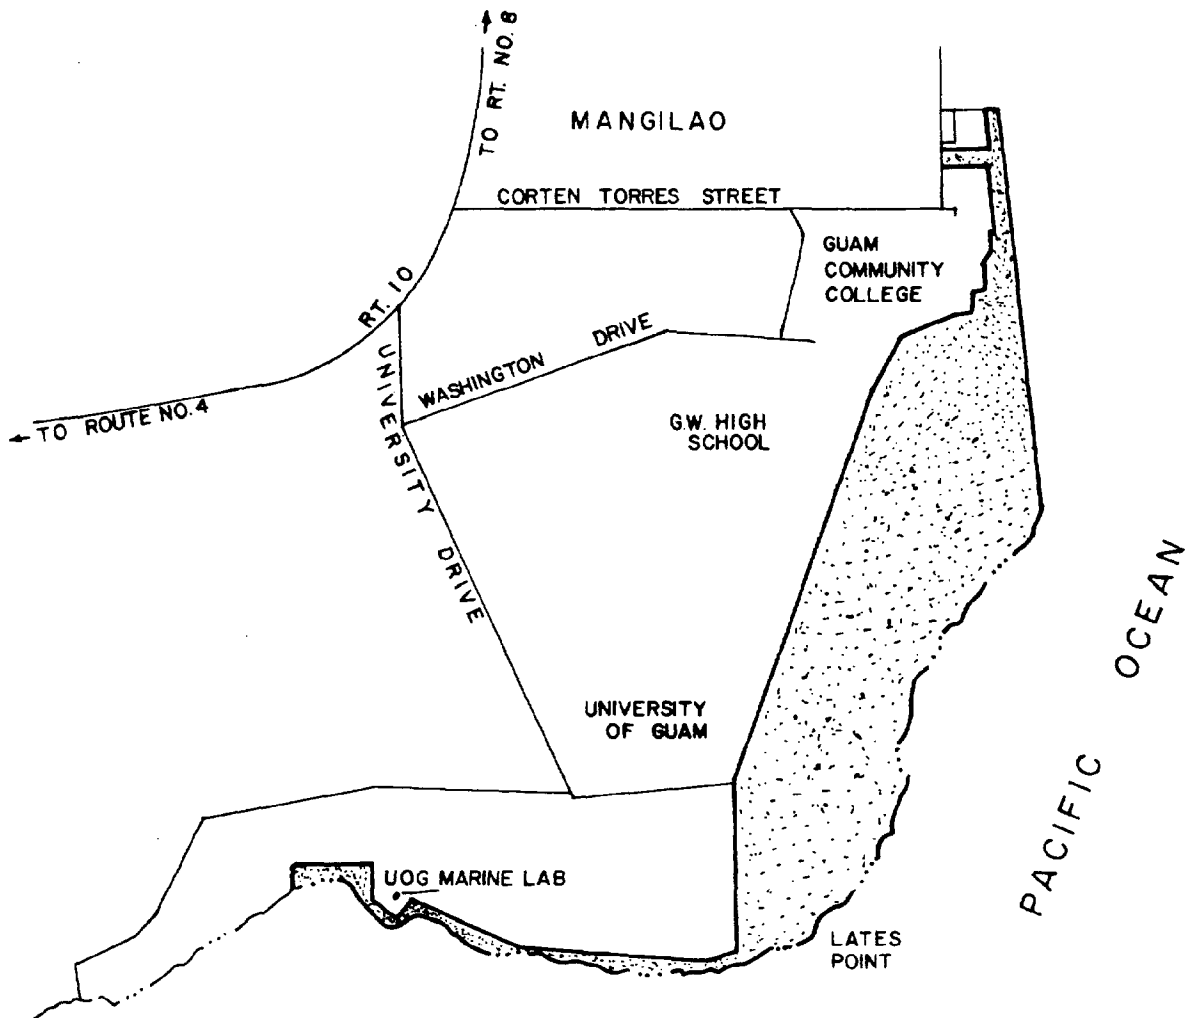 TO RT. NO. 8
MANGILAO
CORTEN TORRES STREET
GUAM
COMMUNITY
COLLEGE
RT. 10
UNIVERSITY DRIVE
WASHINGTON DRIVE
TO ROUTE NO. 4
G.W. HIGH
SCHOOL
PACIFIC OCEAN
UNIVERSITY
OF GUAM
UOG MARINE LAB
LATES
POINT